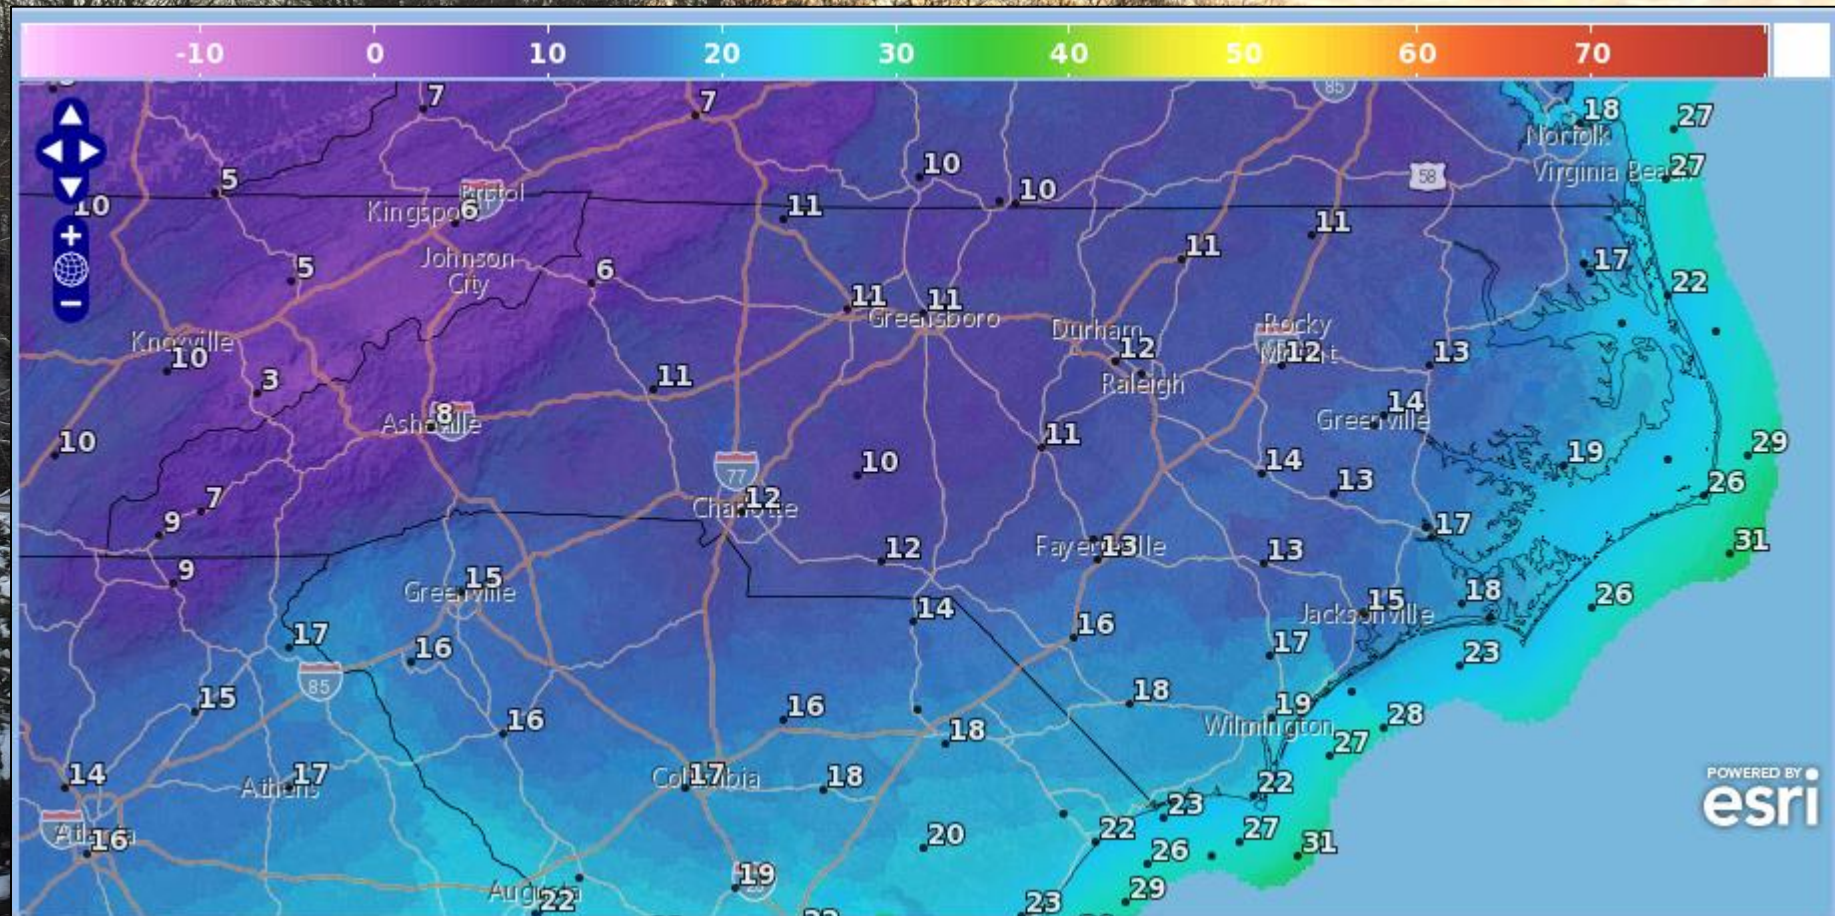 -10 0 10 20 30 40 50 60 70
7 7 85 18 27
Norfolk
5 10 10 58 Virginia Beach 27
10 Bristol
Kingsport 6 11 11
Johnson City 11
5 6 17 22
11 11
Knoxville Greensboro Durham Rocky Mount
10 12 12 13
3 11 Raleigh
8 14
Asheville Greenville
10 11 29
77 10 14 19
7 12 13 26
Charlotte
9 17
12 Fayetteville 13 13 31
9 15 18
Greenville 14 15 26
Jacksonville
17 16 16 17 23
85
15 16 16 18 19 28
18 Wilmington
27
14 17 17 18 22
Athens Columbia POWERED BY
esri
23
Atlanta 16 20 22 27 31
26
Augusta 19 20
22 23 29